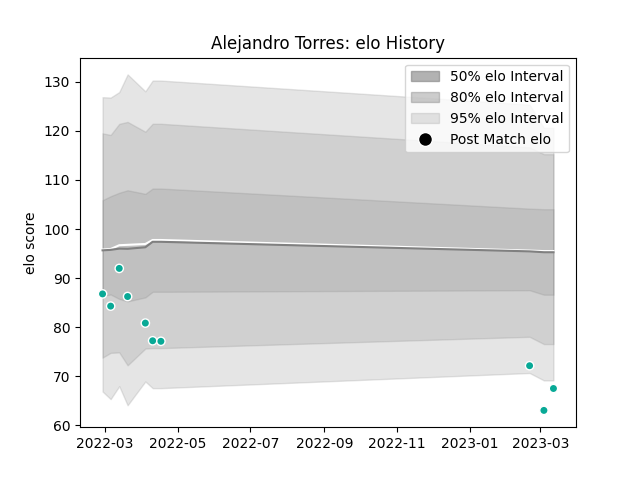 Alejandro Torres: elo History
50% elo Interval
80% elo Interval
95% elo Interval
Post Match elo
elo score
130
120
110
100
90
80
70
60
2022-03 2022-05 2022-07 2022-09 2022-11 2023-01 2023-03